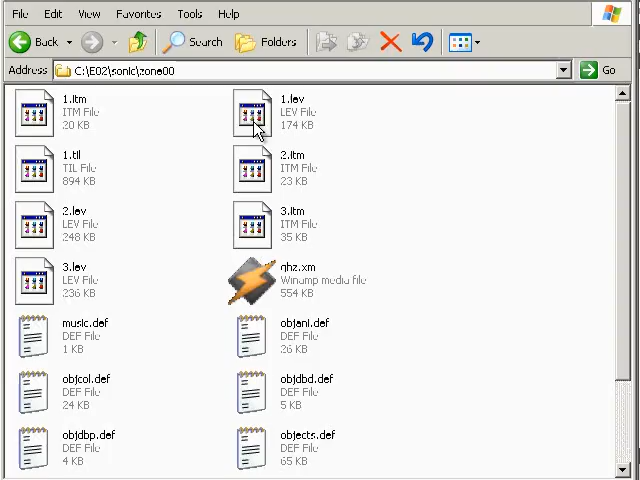 File Edit View Favorites Tools Help
Back Search Folders
Address C:\E02\sonic\zone00 Go
1.itm 1.lev
ITM File LEV File
20 KB 174 KB
1.til 2.itm
TIL File ITM File
894 KB 23 KB
2.lev 3.itm
LEV File ITM File
248 KB 35 KB
3.lev ghz.xm
LEV File Winamp media file
236 KB 554 KB
music.def objani.def
DEF File DEF File
1 KB 26 KB
objcol.def objdbd.def
DEF File DEF File
24 KB 5 KB
objdbp.def objects.def
DEF File DEF File
4 KB 65 KB